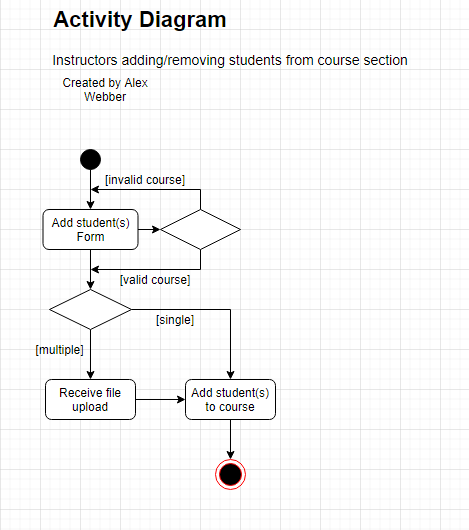 Activity Diagram
Instructors adding/removing students from course section
Created by Alex
Webber
[invalid course]
Add student(s)
Form
[valid course]
[single]
[multiple]
Receive file
upload
Add student(s)
to course